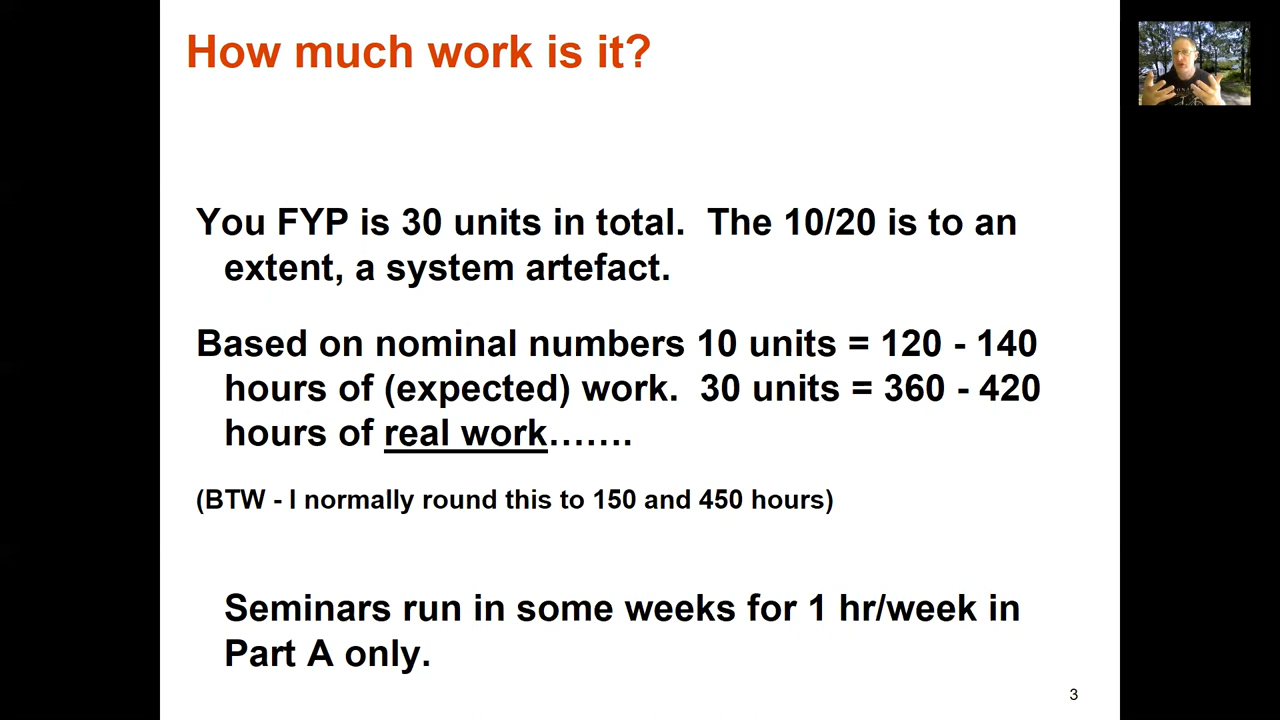 How much work is it?
You FYP is 30 units in total.  The 10/20 is to an
extent, a system artefact.
Based on nominal numbers 10 units = 120 - 140
hours of (expected) work.  30 units = 360 - 420
hours of real work…….
(BTW - I normally round this to 150 and 450 hours)
Seminars run in some weeks for 1 hr/week in
Part A only.
3